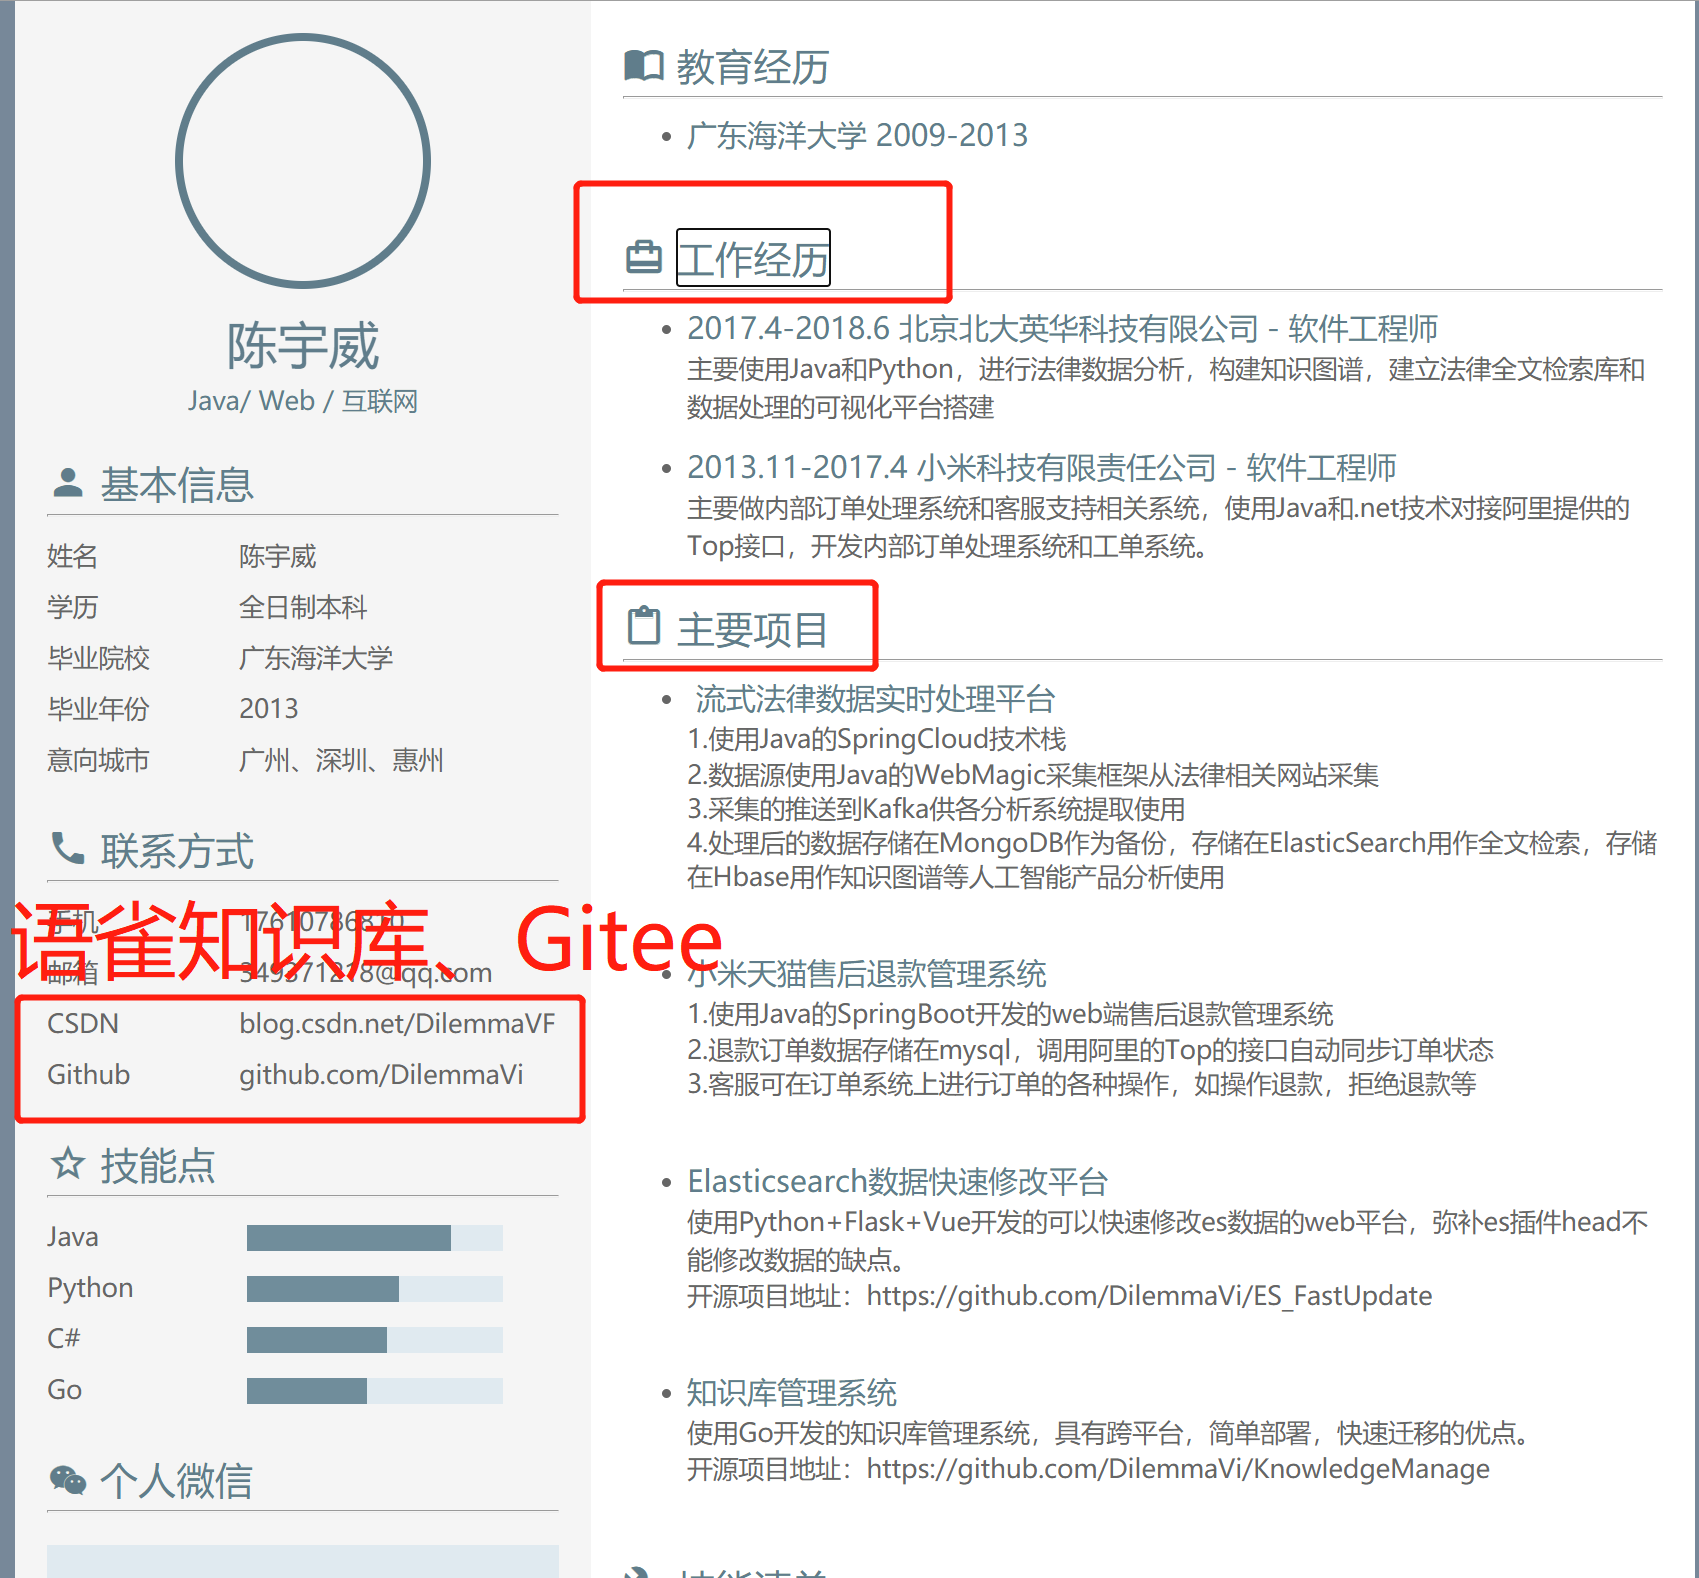 陈宇威
Java/ Web / 互联网
基本信息
姓名 陈宇威
学历 全日制本科
毕业院校 广东海洋大学
毕业年份 2013
意向城市 广州、深圳、惠州
联系方式
语雀知识库、Gitee
手机
邮箱 349371218@qq.com
CSDN blog.csdn.net/DilemmaVF
Github github.com/DilemmaVi
技能点
Java
Python
C#
Go
个人微信
教育经历
广东海洋大学 2009-2013
工作经历
2017.4-2018.6 北京北大英华科技有限公司 - 软件工程师
主要使用Java和Python，进行法律数据分析，构建知识图谱，建立法律全文检索库和
数据处理的可视化平台搭建
2013.11-2017.4 小米科技有限责任公司 - 软件工程师
主要做内部订单处理系统和客服支持相关系统，使用Java和.net技术对接阿里提供的
Top接口，开发内部订单处理系统和工单系统。
主要项目
流式法律数据实时处理平台
1.使用Java的SpringCloud技术栈
2.数据源使用Java的WebMagic采集框架从法律相关网站采集
3.采集的推送到Kafka供各分析系统提取使用
4.处理后的数据存储在MongoDB作为备份，存储在ElasticSearch用作全文检索，存储
在Hbase用作知识图谱等人工智能产品分析使用
小米天猫售后退款管理系统
1.使用Java的SpringBoot开发的web端售后退款管理系统
2.退款订单数据存储在mysql，调用阿里的Top的接口自动同步订单状态
3.客服可在订单系统上进行订单的各种操作，如操作退款，拒绝退款等
Elasticsearch数据快速修改平台
使用Python+Flask+Vue开发的可以快速修改es数据的web平台，弥补es插件head不
能修改数据的缺点。
开源项目地址：https://github.com/DilemmaVi/ES_FastUpdate
知识库管理系统
使用Go开发的知识库管理系统，具有跨平台，简单部署，快速迁移的优点。
开源项目地址：https://github.com/DilemmaVi/KnowledgeManage